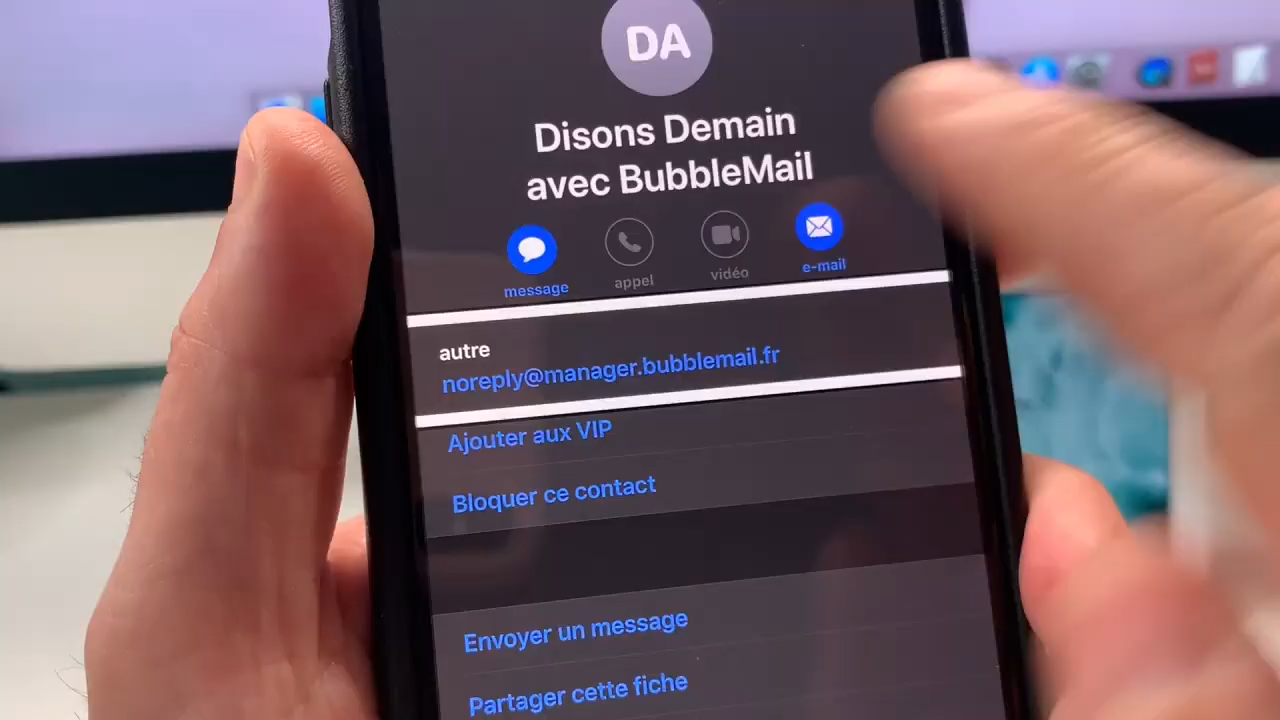 DA
Disons Demain
avec BubbleMail
message
appel
vidéo
e-mail
autre
noreply@manager.bubblemail.fr
Ajouter aux VIP
Bloquer ce contact
Envoyer un message
Partager cette fiche